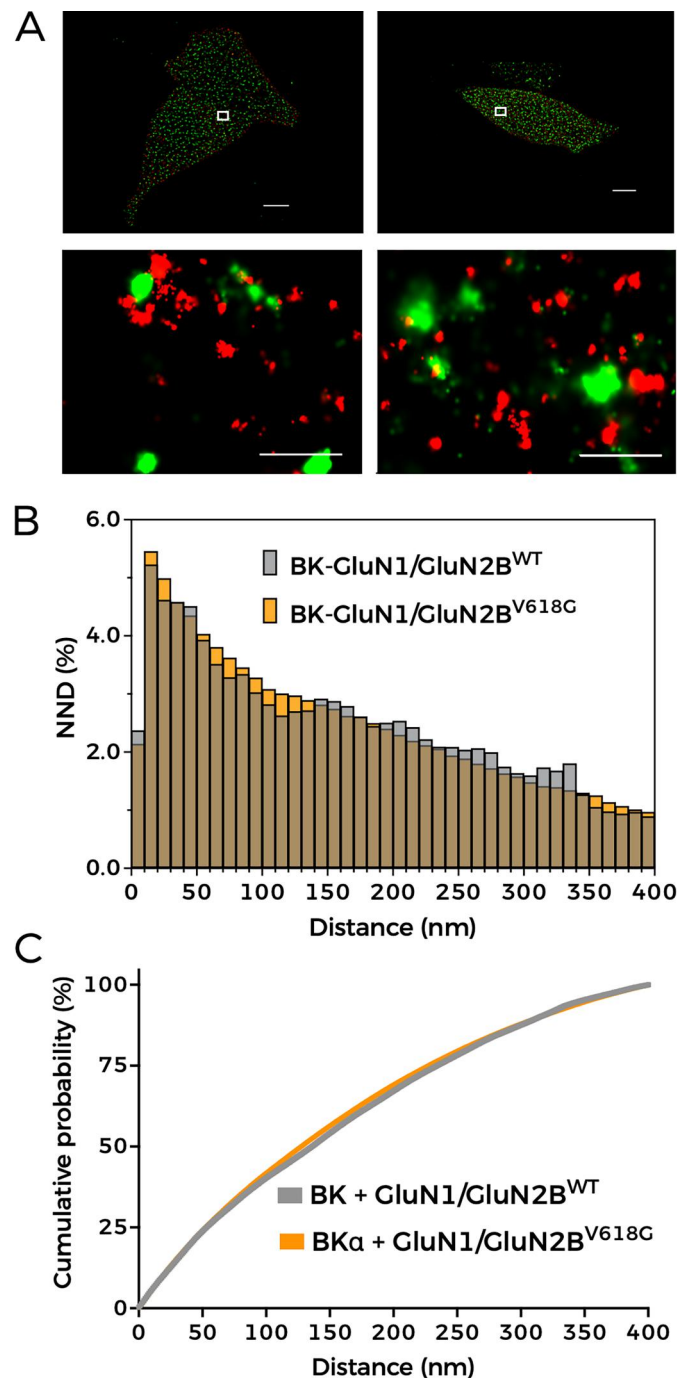 A
B
6.0
4.0
2.0
0.0
NND (%)
BK-GluN1/GluN2B^WT
BK-GluN1/GluN2B^V618G
0 50 100 150 200 250 300 350 400
Distance (nm)
C
100
75
50
25
0
Cumulative probability (%)
BK + GluN1/GluN2B^WT
BKα + GluN1/GluN2B^V618G
0 50 100 150 200 250 300 350 400
Distance (nm)